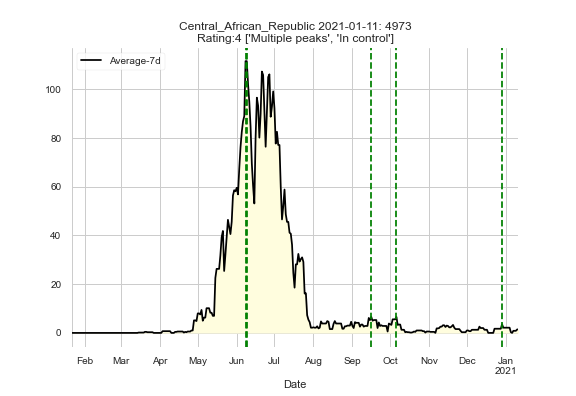 Central_African_Republic 2021-01-11: 4973
Rating:4 ['Multiple peaks', 'In control']
Average-7d
100
80
60
40
20
0
Feb Mar Apr May Jun Jul Aug Sep Oct Nov Dec Jan
2021
Date